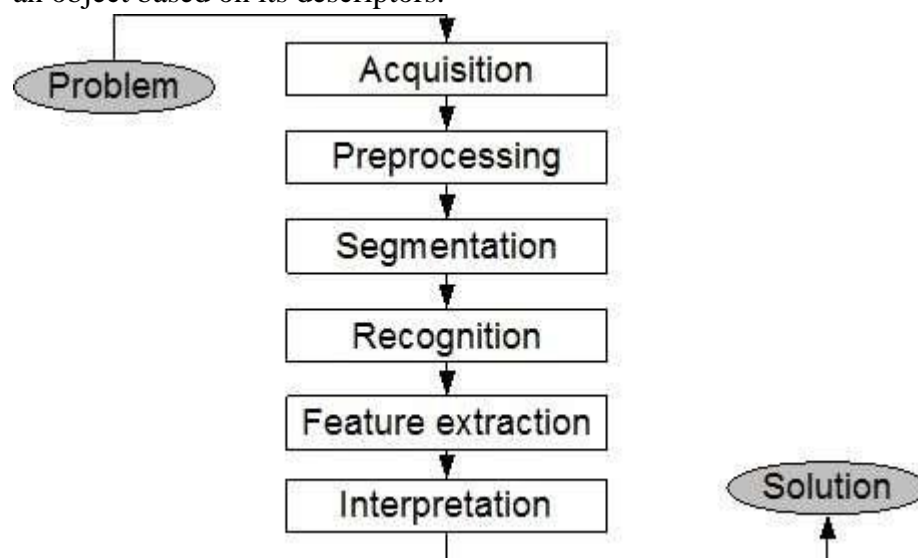 an object based on its descriptors.
Problem
Acquisition
Preprocessing
Segmentation
Recognition
Feature extraction
Interpretation
Solution